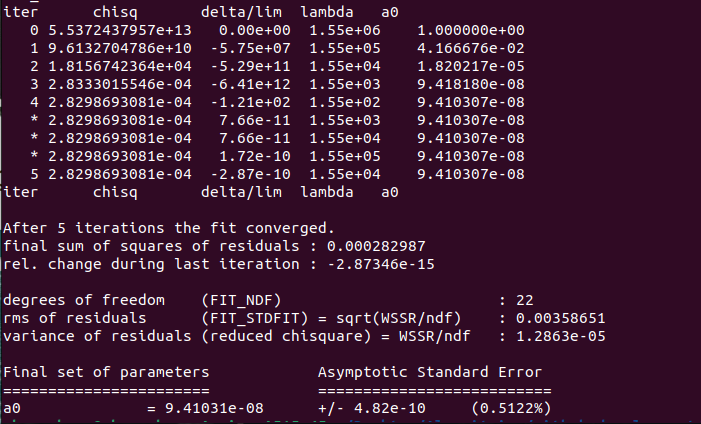 iter      chisq       delta/lim  lambda   a0
   0 5.5372437957e+13   0.00e+00  1.55e+06    1.000000e+00
   1 9.6132704786e+10  -5.75e+07  1.55e+05    4.166676e-02
   2 1.8156742364e+04  -5.29e+11  1.55e+04    1.820217e-05
   3 2.8333015546e-04  -6.41e+12  1.55e+03    9.418180e-08
   4 2.8298693081e-04  -1.21e+02  1.55e+02    9.410307e-08
   * 2.8298693081e-04   7.66e-11  1.55e+03    9.410307e-08
   * 2.8298693081e-04   7.66e-11  1.55e+04    9.410307e-08
   * 2.8298693081e-04   1.72e-10  1.55e+05    9.410307e-08
   5 2.8298693081e-04  -2.87e-10  1.55e+04    9.410307e-08
iter      chisq       delta/lim  lambda   a0
After 5 iterations the fit converged.
final sum of squares of residuals : 0.000282987
rel. change during last iteration : -2.87346e-15
degrees of freedom    (FIT_NDF)                        : 22
rms of residuals      (FIT_STDFIT) = sqrt(WSSR/ndf)    : 0.00358651
variance of residuals (reduced chisquare) = WSSR/ndf   : 1.2863e-05
Final set of parameters            Asymptotic Standard Error
=======================            ==========================
a0              = 9.41031e-08      +/- 4.82e-10     (0.5122%)